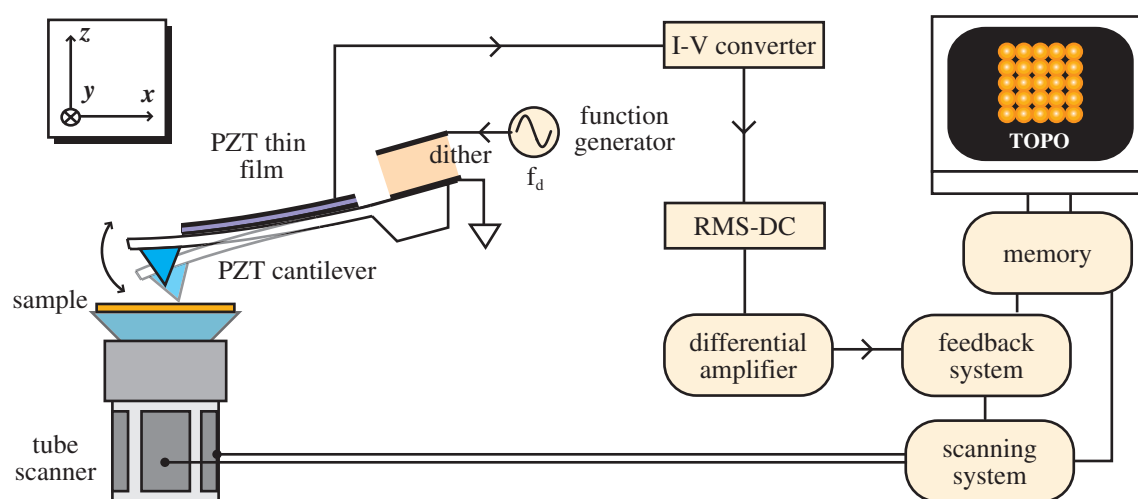 z
y
x
PZT thin
film
dither
function
generator
f_d
I-V converter
TOPO
RMS-DC
memory
PZT cantilever
sample
differential
amplifier
feedback
system
tube
scanner
scanning
system